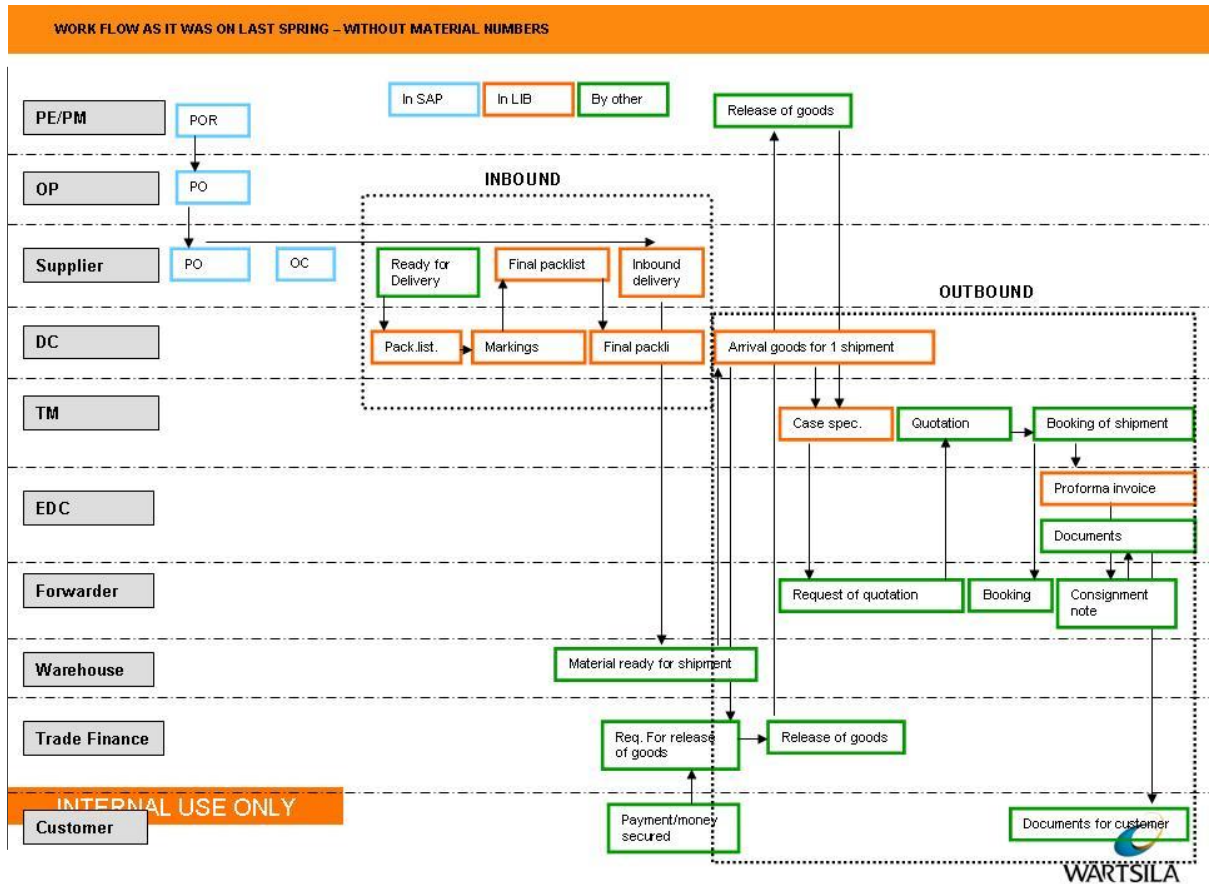 WORK FLOW AS IT WAS ON LAST SPRING – WITHOUT MATERIAL NUMBERS
In SAP
In LIB
By other
PE/PM
POR
Release of goods
OP
PO
INBOUND
Supplier
PO
OC
Ready for
Delivery
Final packlist
Inbound
delivery
OUTBOUND
DC
Pack.list.
Markings
Final packli
Arrival goods for 1 shipment
TM
Case spec.
Quotation
Booking of shipment
EDC
Proforma invoice
Documents
Forwarder
Request of quotation
Booking
Consignment
note
Warehouse
Material ready for shipment
Trade Finance
Req. For release
of goods
Release of goods
INTERNAL USE ONLY
Customer
Payment/money
secured
Documents for customer
WÄRTSILÄ